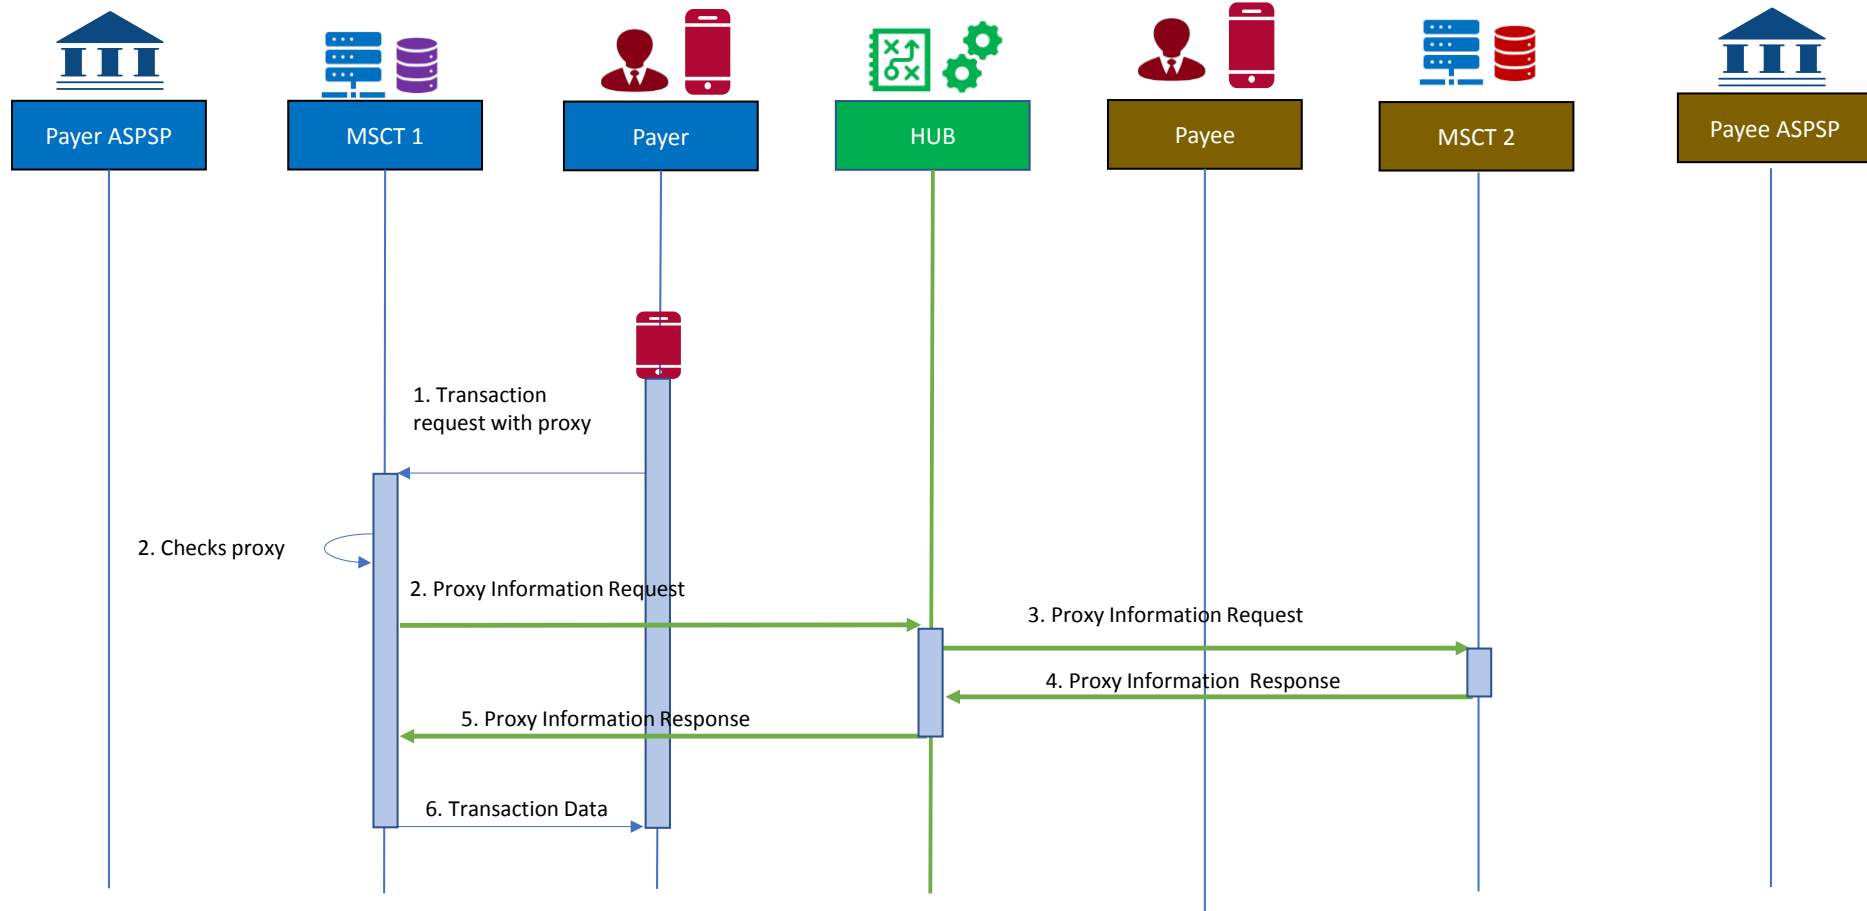 Payer ASPSP
MSCT 1
Payer
HUB
Payee
MSCT 2
Payee ASPSP
1. Transaction
request with proxy
2. Checks proxy
2. Proxy Information Request
3. Proxy Information Request
4. Proxy Information  Response
5. Proxy Information Response
6. Transaction Data